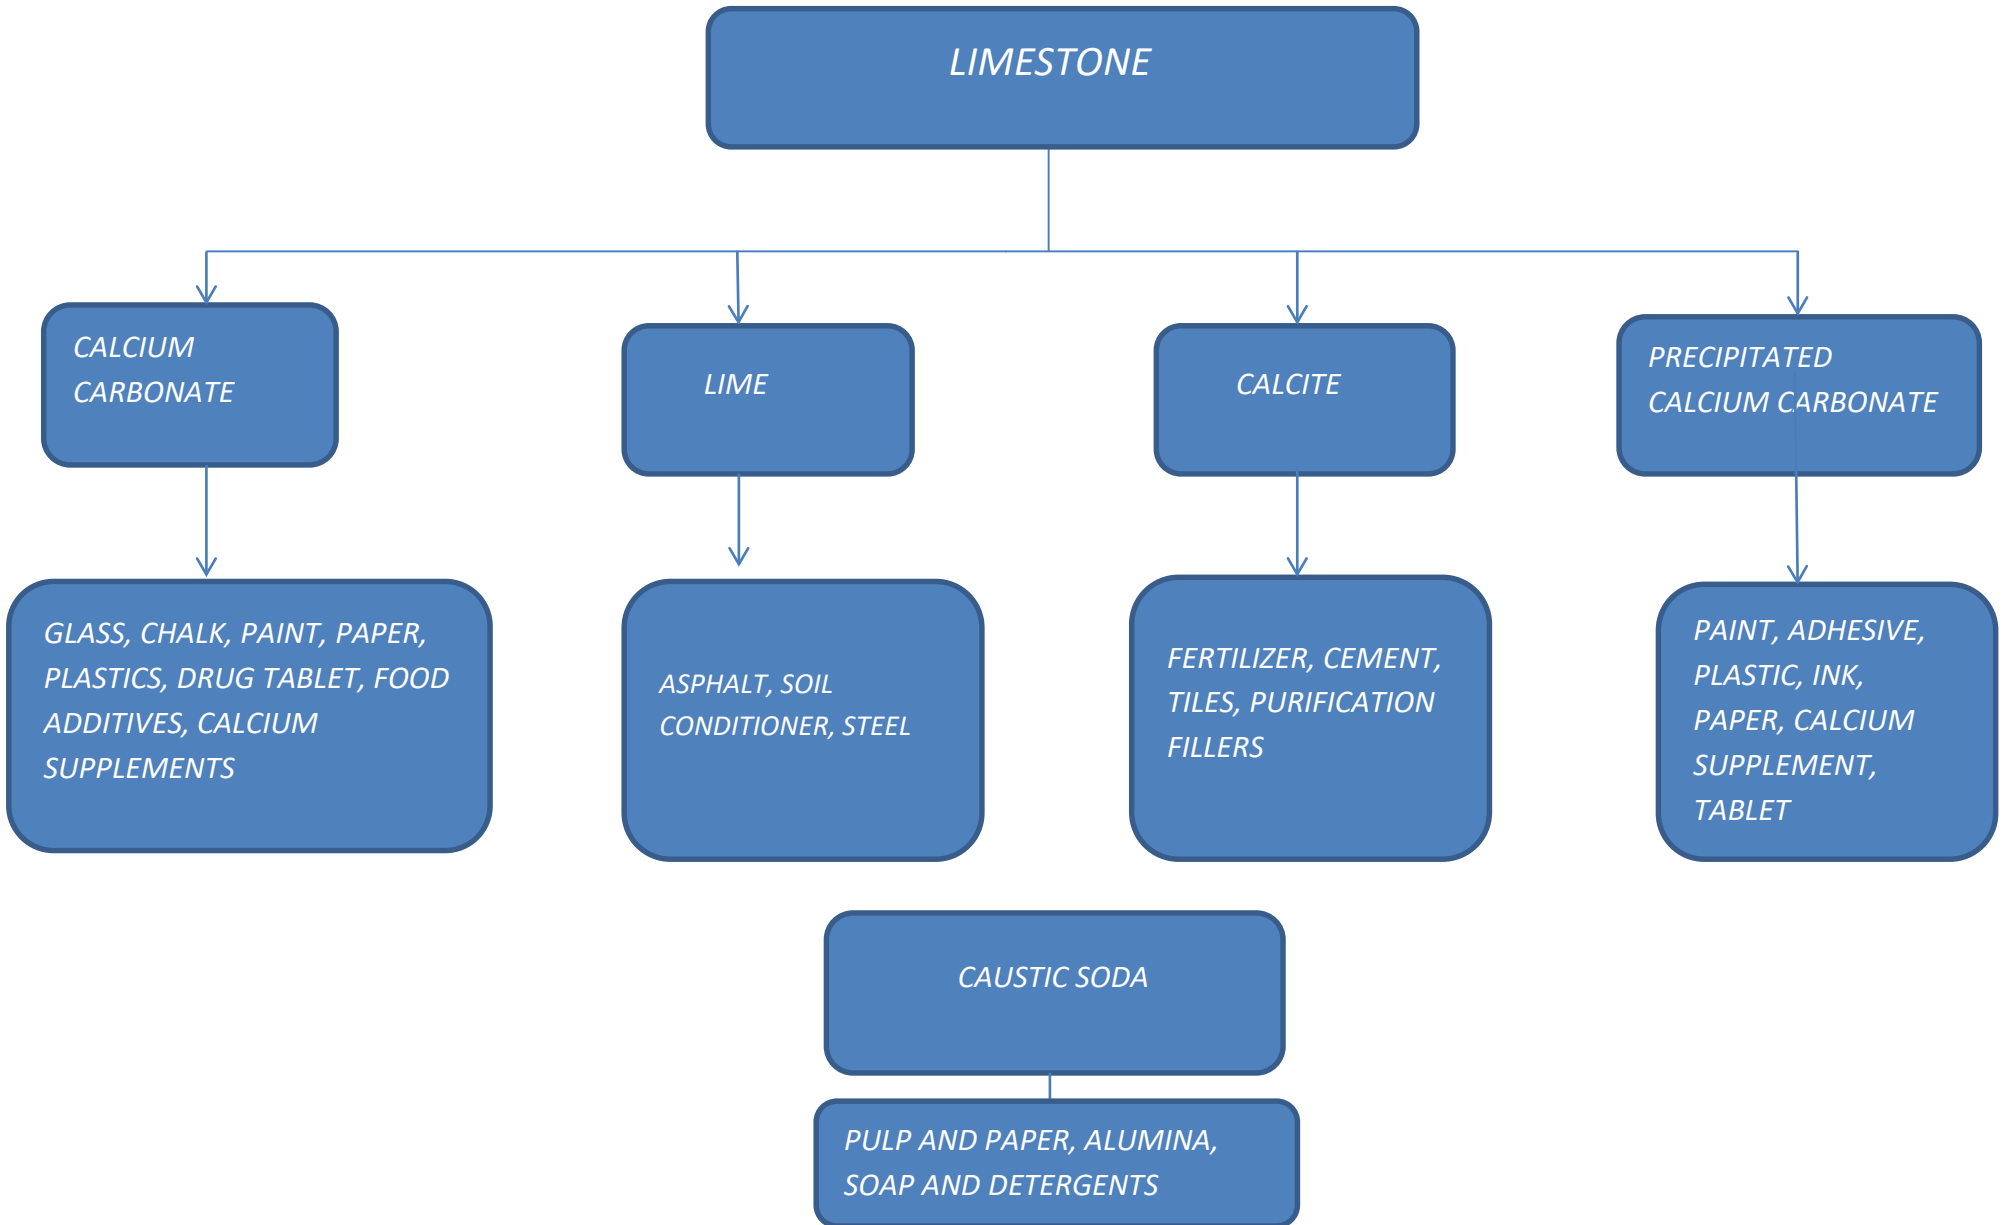 LIMESTONE
CALCIUM
CARBONATE
LIME
CALCITE
PRECIPITATED
CALCIUM CARBONATE
GLASS, CHALK, PAINT, PAPER,
PLASTICS, DRUG TABLET, FOOD
ADDITIVES, CALCIUM
SUPPLEMENTS
ASPHALT, SOIL
CONDITIONER, STEEL
FERTILIZER, CEMENT,
TILES, PURIFICATION
FILLERS
PAINT, ADHESIVE,
PLASTIC, INK,
PAPER, CALCIUM
SUPPLEMENT,
TABLET
CAUSTIC SODA
PULP AND PAPER, ALUMINA,
SOAP AND DETERGENTS